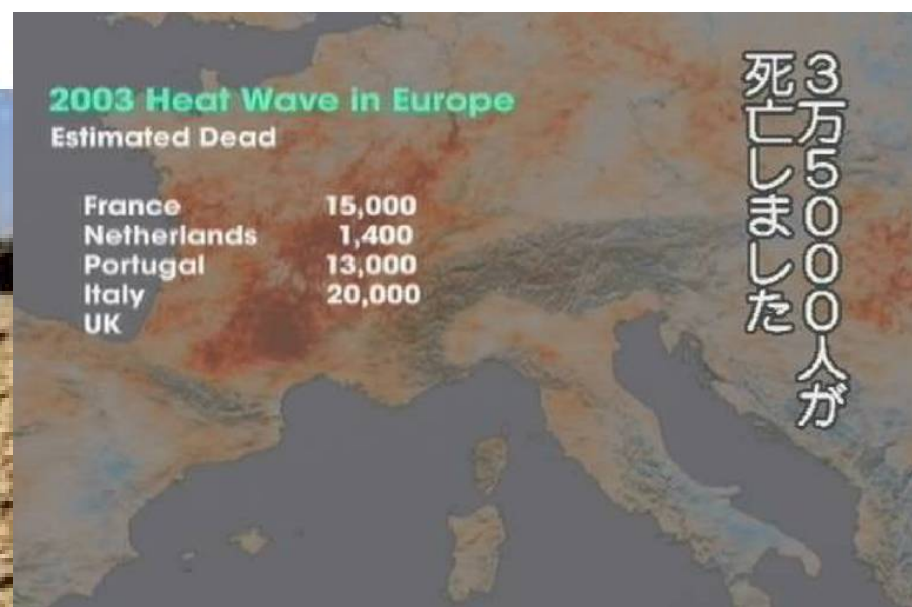 2003 Heat Wave in Europe
Estimated Dead
France 15,000
Netherlands 1,400
Portugal 13,000
Italy 20,000
UK
3万5000人が
死亡しました